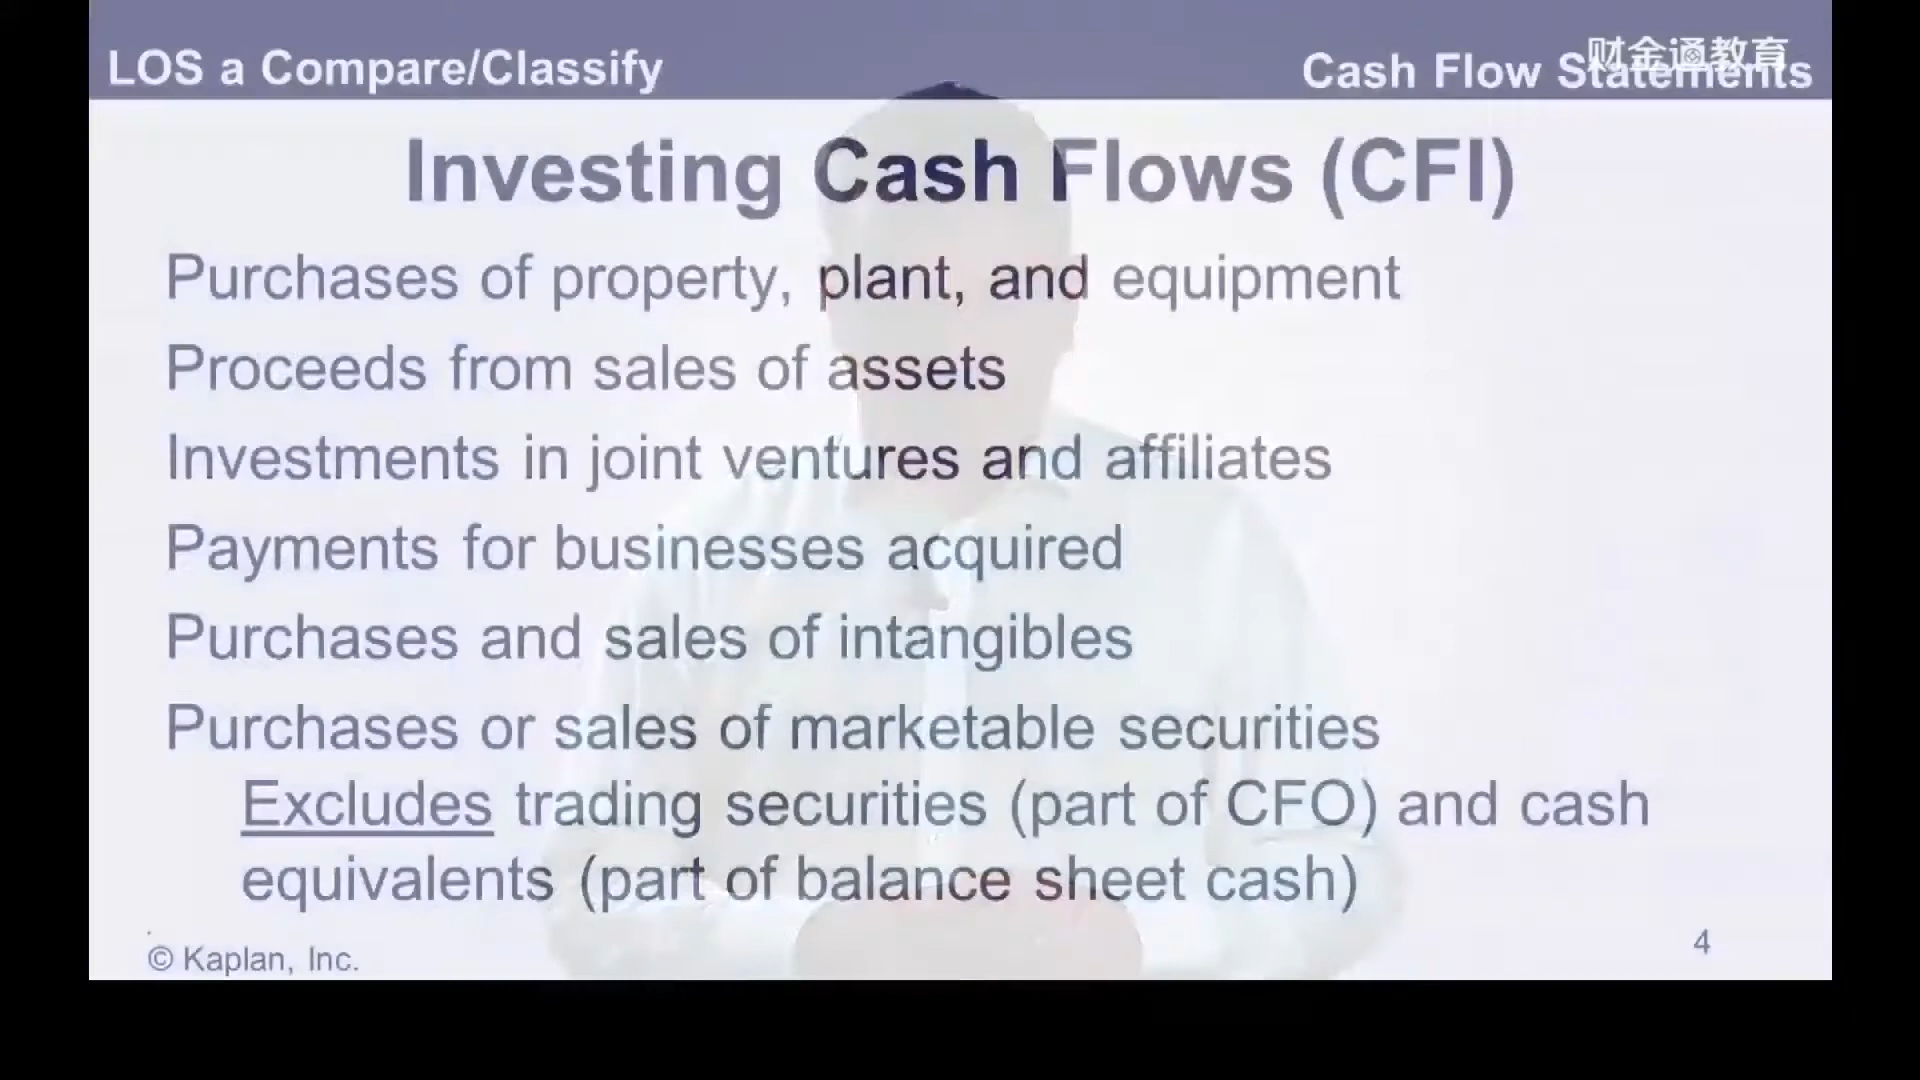 LOS a Compare/Classify
Cash Flow Statements
财金通教育
Investing Cash Flows (CFI)
Purchases of property, plant, and equipment
Proceeds from sales of assets
Investments in joint ventures and affiliates
Payments for businesses acquired
Purchases and sales of intangibles
Purchases or sales of marketable securities
Excludes trading securities (part of CFO) and cash
equivalents (part of balance sheet cash)
© Kaplan, Inc.
4